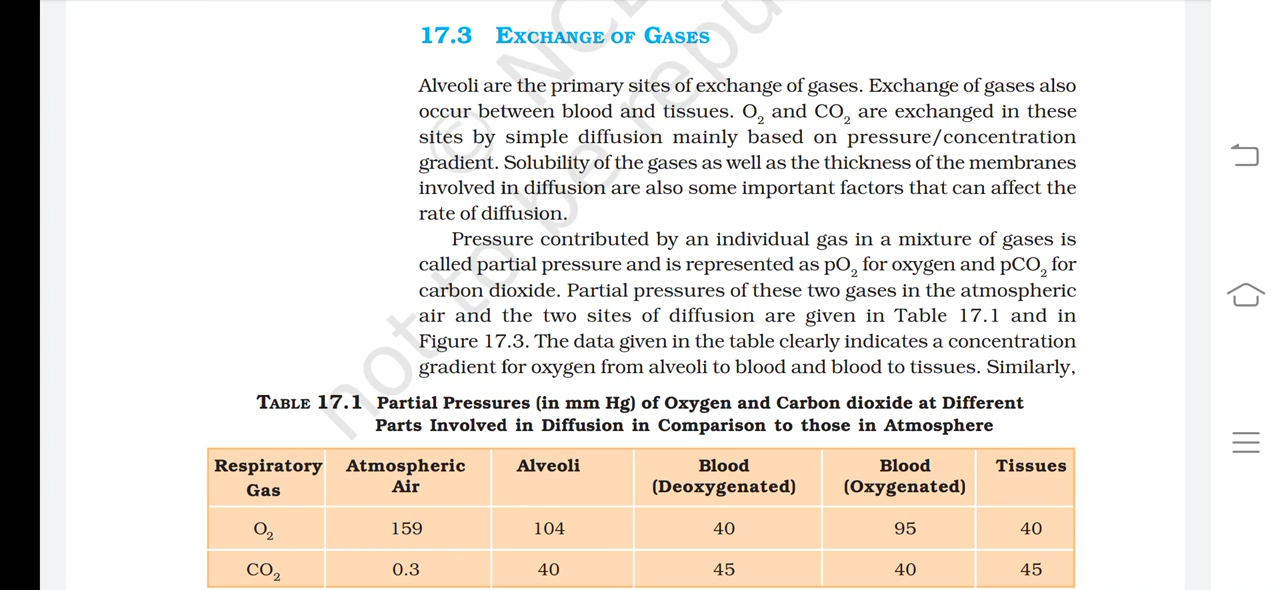 17.3 EXCHANGE OF GASES
Alveoli are the primary sites of exchange of gases. Exchange of gases also
occur between blood and tissues. O₂ and CO₂ are exchanged in these
sites by simple diffusion mainly based on pressure/concentration
gradient. Solubility of the gases as well as the thickness of the membranes
involved in diffusion are also some important factors that can affect the
rate of diffusion.
Pressure contributed by an individual gas in a mixture of gases is
called partial pressure and is represented as pO₂ for oxygen and pCO₂ for
carbon dioxide. Partial pressures of these two gases in the atmospheric
air and the two sites of diffusion are given in Table 17.1 and in
Figure 17.3. The data given in the table clearly indicates a concentration
gradient for oxygen from alveoli to blood and blood to tissues. Similarly,
TABLE 17.1 Partial Pressures (in mm Hg) of Oxygen and Carbon dioxide at Different
Parts Involved in Diffusion in Comparison to those in Atmosphere
Respiratory Gas Atmospheric Air Alveoli Blood (Deoxygenated) Blood (Oxygenated) Tissues
O₂ 159 104 40 95 40
CO₂ 0.3 40 45 40 45
© NCE
not to be repu